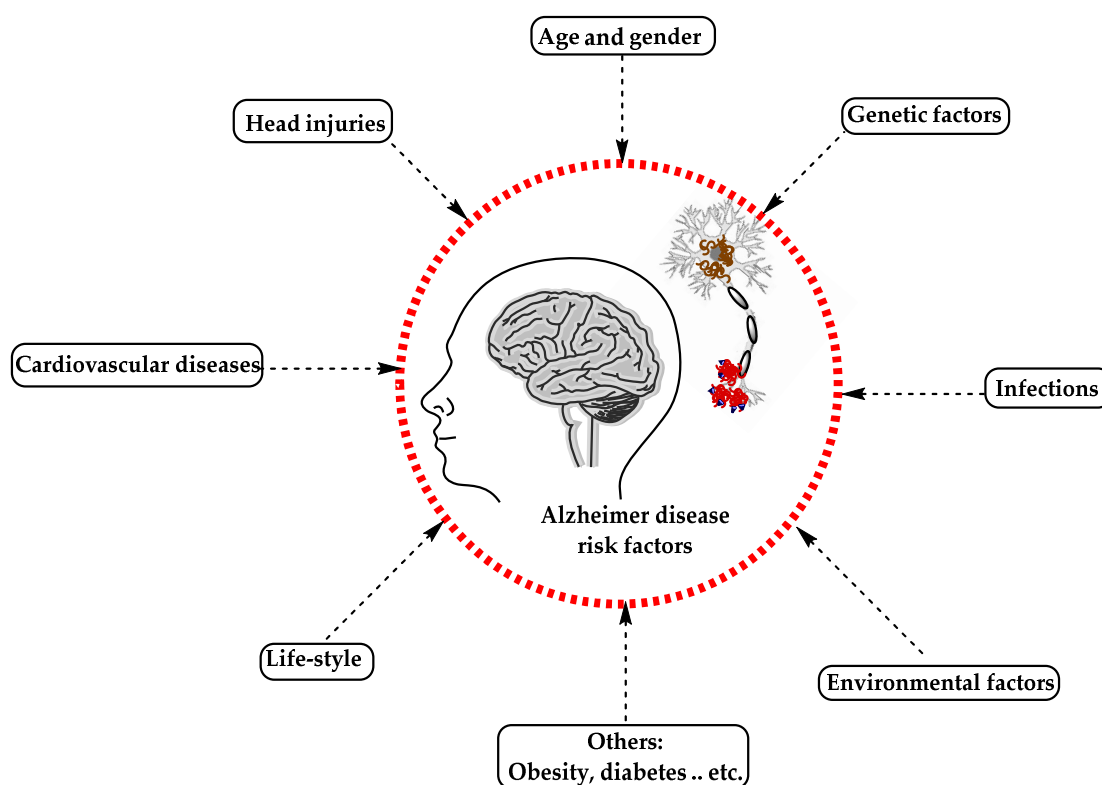 Age and gender
Head injuries
Genetic factors
Cardiovascular diseases
Infections
Alzheimer disease
risk factors
Life-style
Environmental factors
Others:
Obesity, diabetes .. etc.